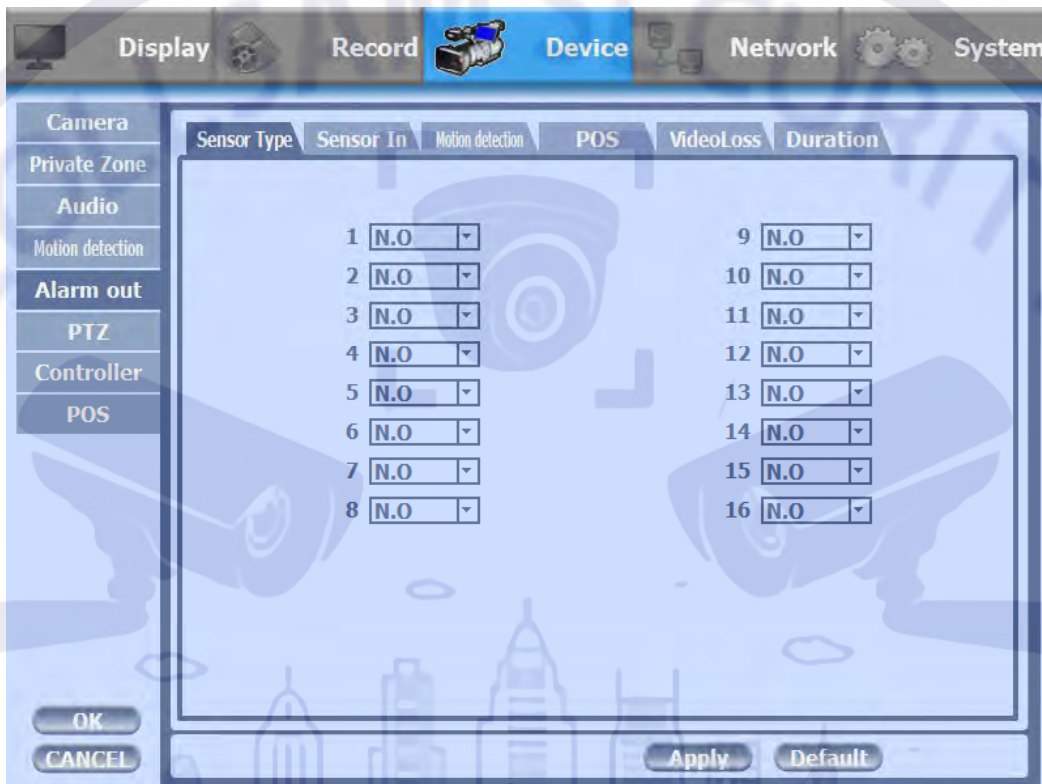 Display Record Device Network System
Camera
Private Zone
Audio
Motion detection
Alarm out
PTZ
Controller
POS
Sensor Type Sensor In Motion detection POS VideoLoss Duration
1 N.O 9 N.O
2 N.O 10 N.O
3 N.O 11 N.O
4 N.O 12 N.O
5 N.O 13 N.O
6 N.O 14 N.O
7 N.O 15 N.O
8 N.O 16 N.O
OK
CANCEL
Apply Default